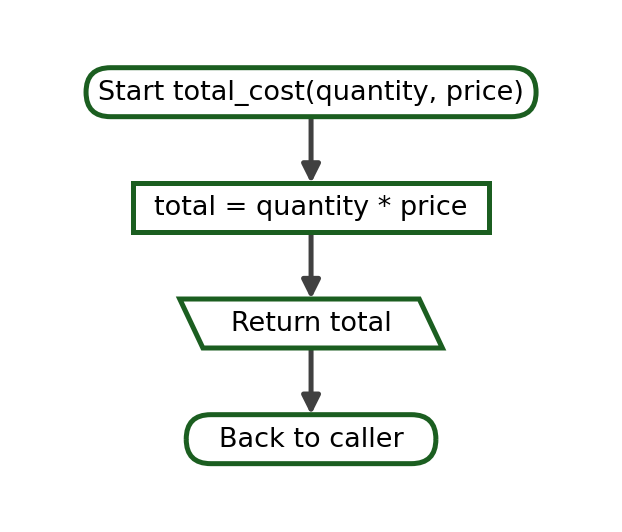 Start total_cost(quantity, price)
total = quantity * price
Return total
Back to caller